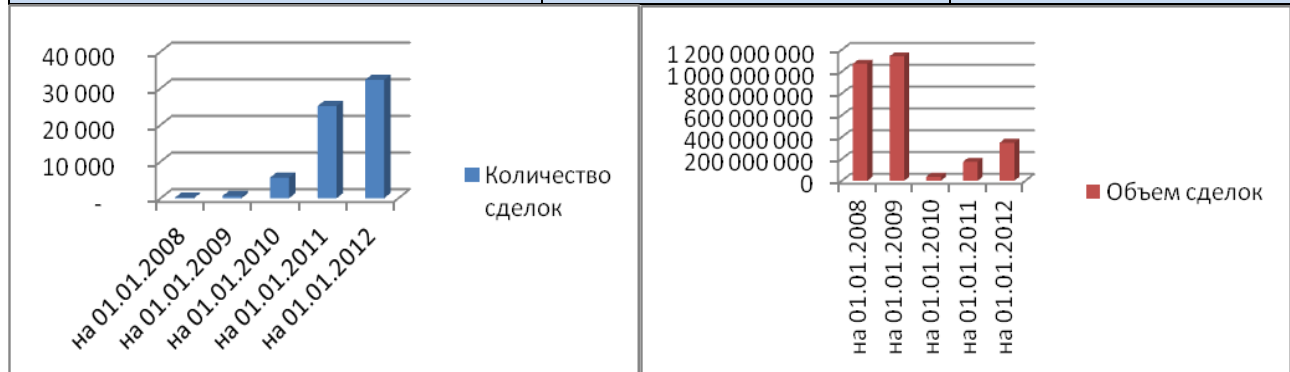 40 000
30 000
20 000
10 000
-
на 01.01.2008
на 01.01.2009
на 01.01.2010
на 01.01.2011
на 01.01.2012
Количество
сделок
1 200 000 000
1 000 000 000
800 000 000
600 000 000
400 000 000
200 000 000
0
на 01.01.2008
на 01.01.2009
на 01.01.2010
на 01.01.2011
на 01.01.2012
Объем сделок